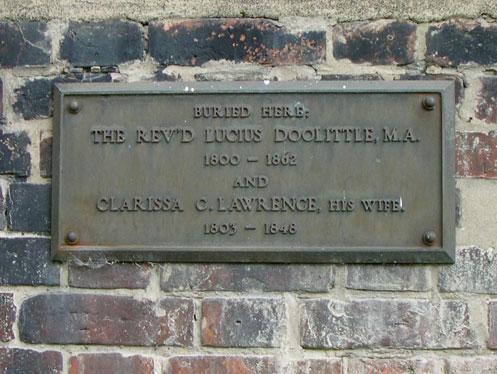 BURIED HERE:
THE REV'D LUCIUS DOOLITTLE, M.A.
1800 — 1862
AND
CLARISSA C. LAWRENCE, HIS WIFE.
1803 — 1848